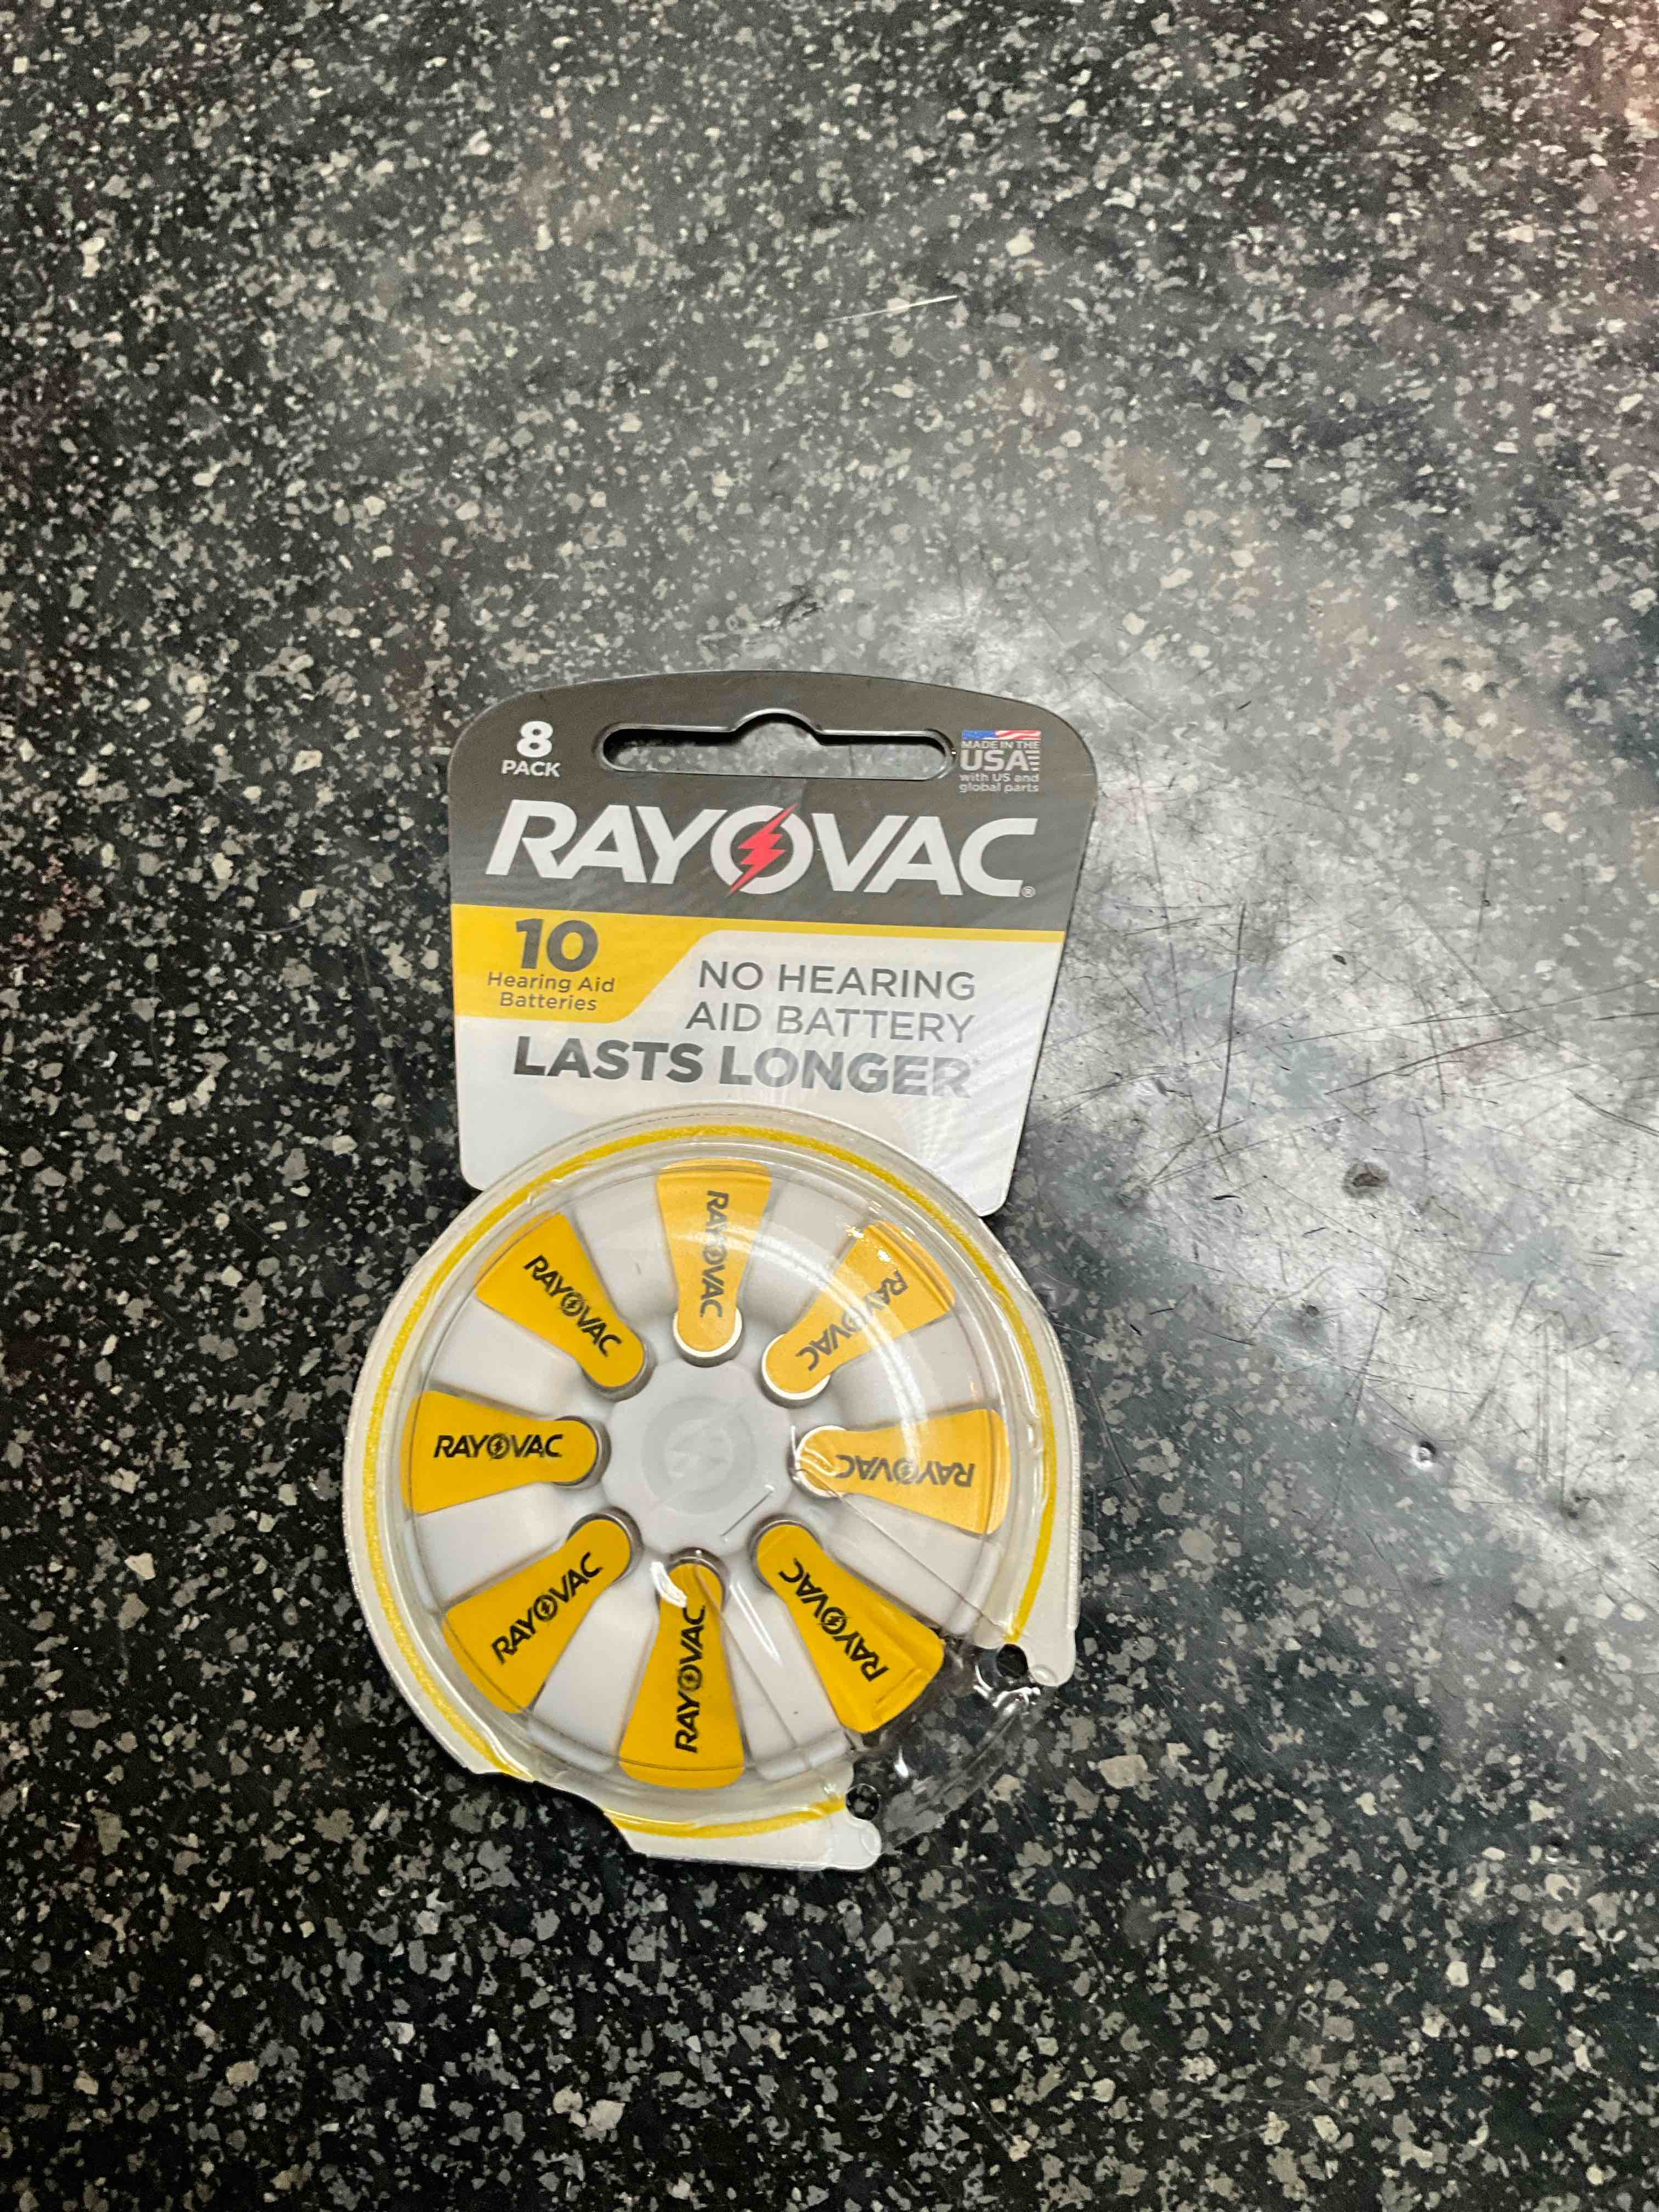 8
PACK
MADE IN THE
USA
with US and
global parts
RAYOVAC®
10
Hearing Aid
Batteries
NO HEARING
AID BATTERY
LASTS LONGER
RAYOVAC
RAYOVAC
RAYOVAC
RAYOVAC
RAYOVAC
RAYOVAC
RAYOVAC
RAYOVAC